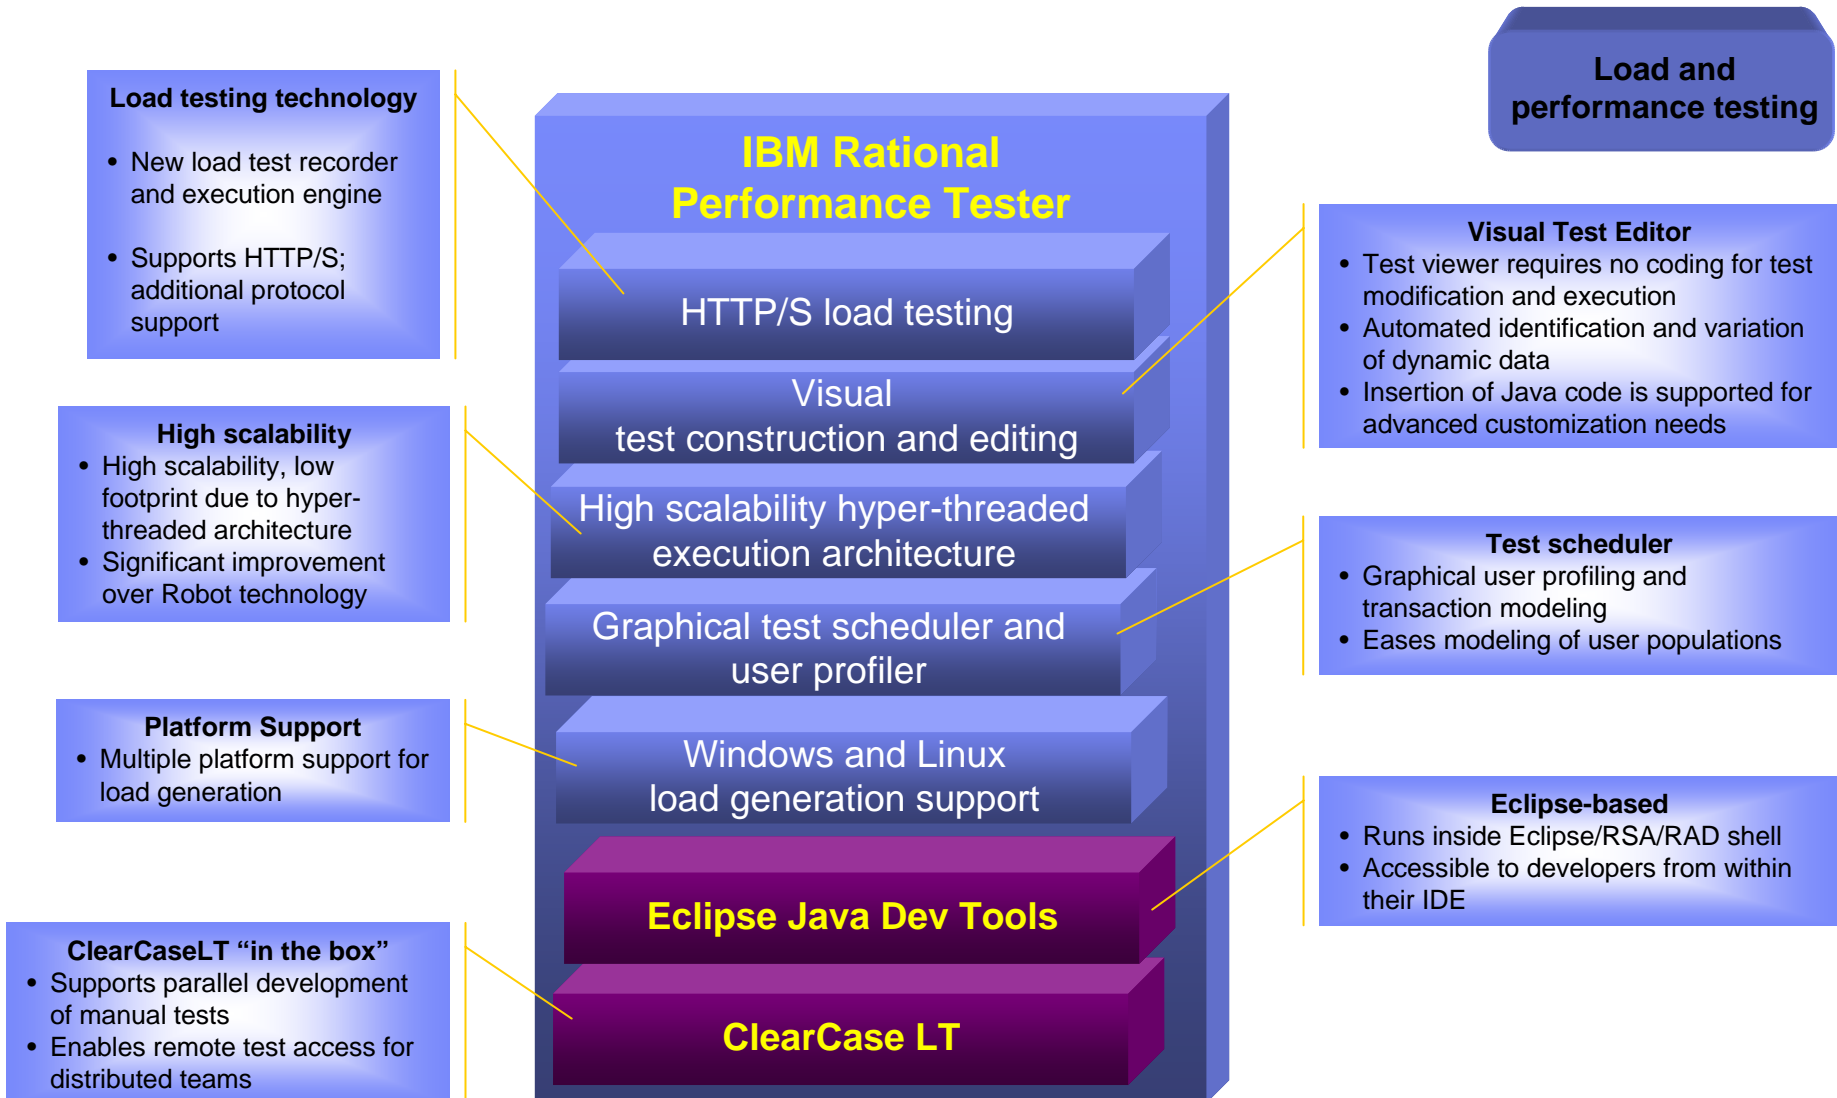 Load and
performance testing
Load testing technology
• New load test recorder
and execution engine
• Supports HTTP/S;
additional protocol
support
High scalability
• High scalability, low
footprint due to hyper-
threaded architecture
• Significant improvement
over Robot technology
Platform Support
• Multiple platform support for
load generation
ClearCaseLT “in the box”
• Supports parallel development
of manual tests
• Enables remote test access for
distributed teams
IBM Rational
Performance Tester
HTTP/S load testing
Visual
test construction and editing
High scalability hyper-threaded
execution architecture
Graphical test scheduler and
user profiler
Windows and Linux
load generation support
Eclipse Java Dev Tools
ClearCase LT
Visual Test Editor
• Test viewer requires no coding for test
modification and execution
• Automated identification and variation
of dynamic data
• Insertion of Java code is supported for
advanced customization needs
Test scheduler
• Graphical user profiling and
transaction modeling
• Eases modeling of user populations
Eclipse-based
• Runs inside Eclipse/RSA/RAD shell
• Accessible to developers from within
their IDE